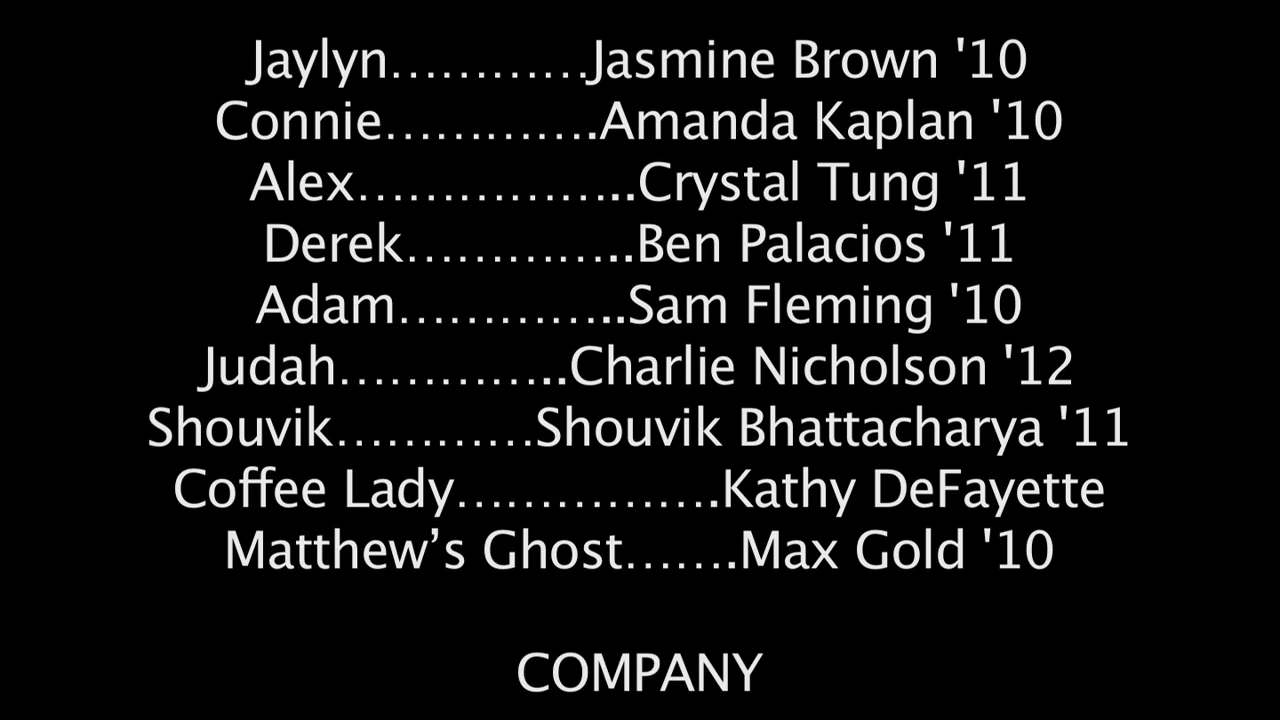 Jaylyn…………Jasmine Brown '10
Connie………….Amanda Kaplan '10
Alex……………..Crystal Tung '11
Derek…………..Ben Palacios '11
Adam…………..Sam Fleming '10
Judah…………..Charlie Nicholson '12
Shouvik…………Shouvik Bhattacharya '11
Coffee Lady…………….Kathy DeFayette
Matthew’s Ghost…….Max Gold '10
COMPANY